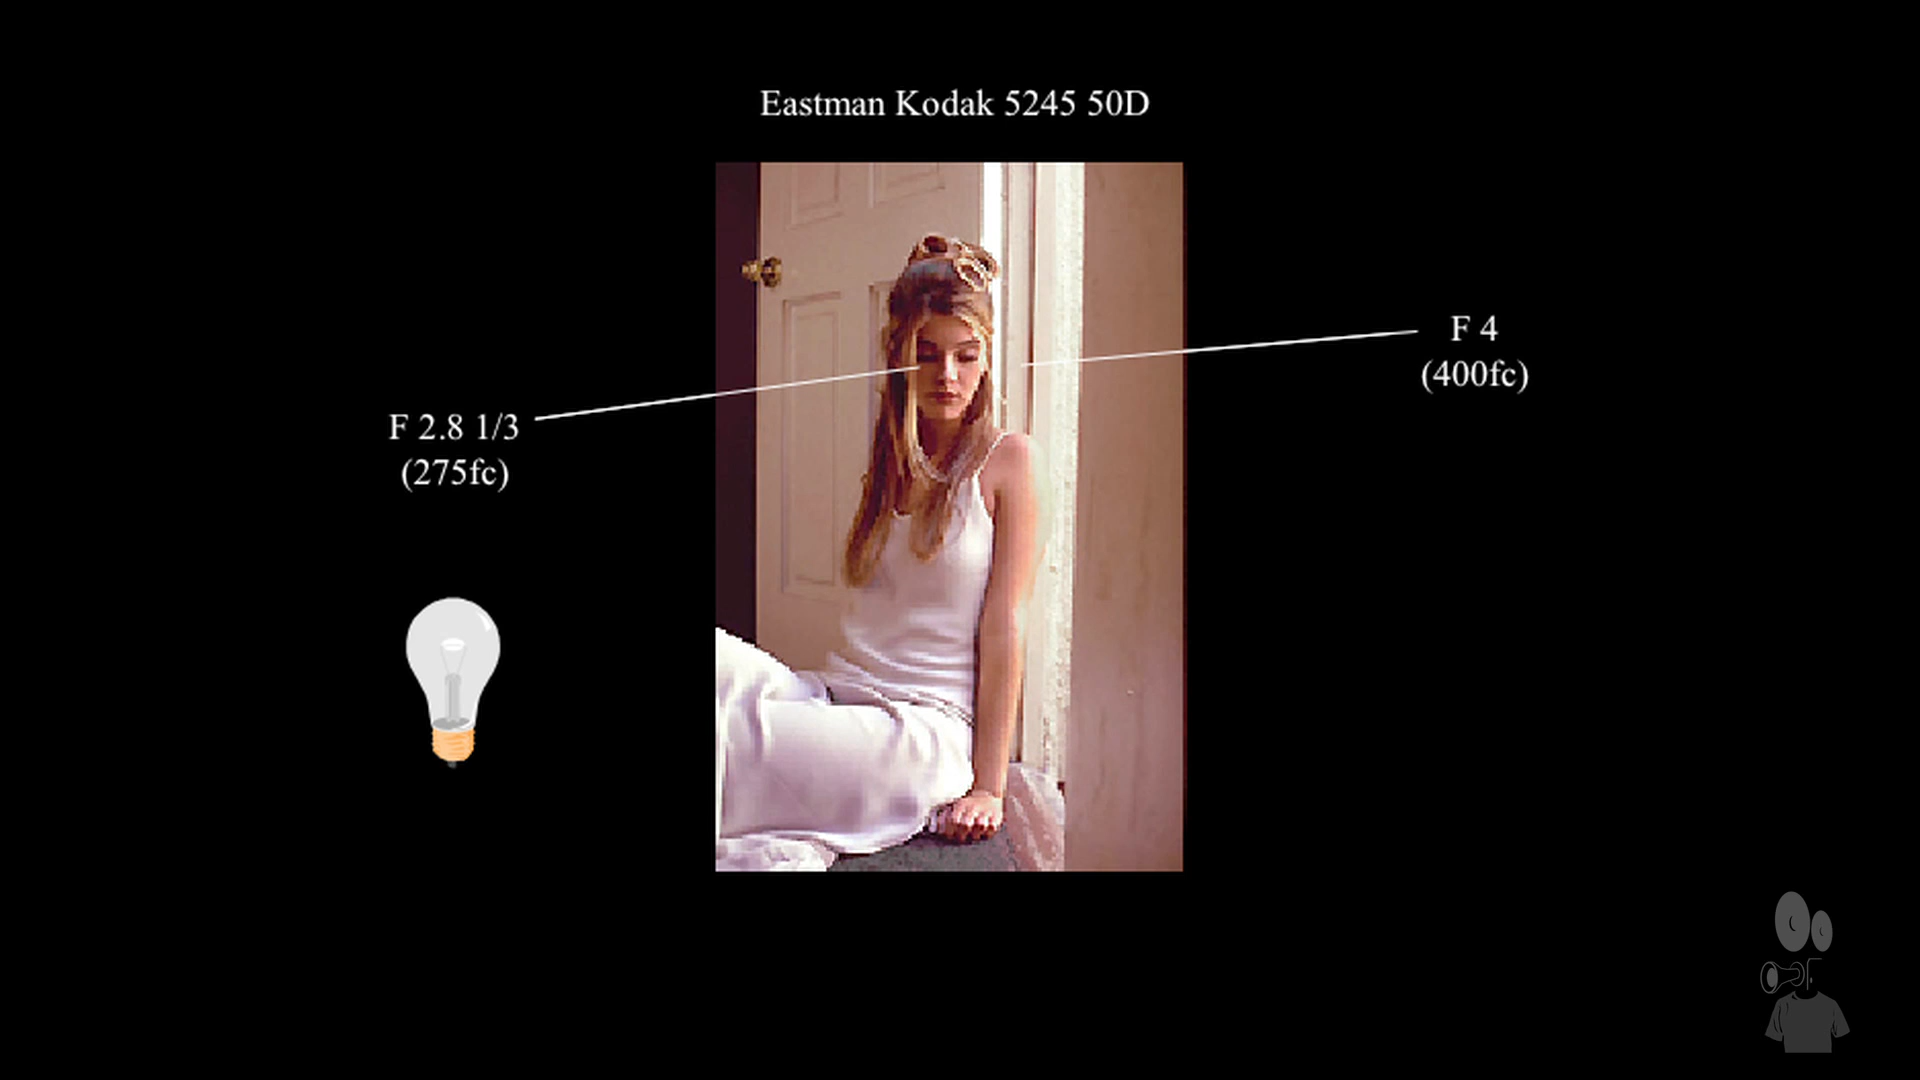 Eastman Kodak 5245 50D
F 4
(400fc)
F 2.8 1/3
(275fc)